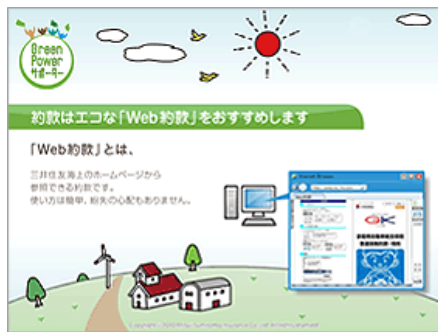 Green
Power
サポーター
約款はエコな「Web約款」をおすすめします
「Web約款」とは、
三井住友海上のホームページから
参照できる約款です。
使い方は簡単、紛失の心配もありません。